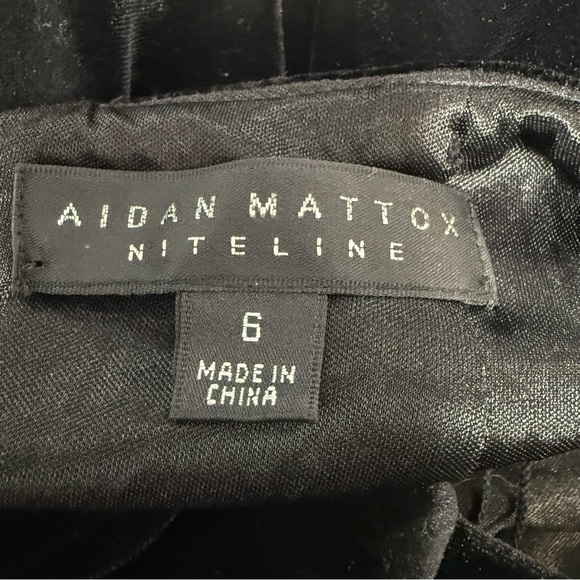 AIDAN MATTOX
NITELINE
6
MADE IN
CHINA